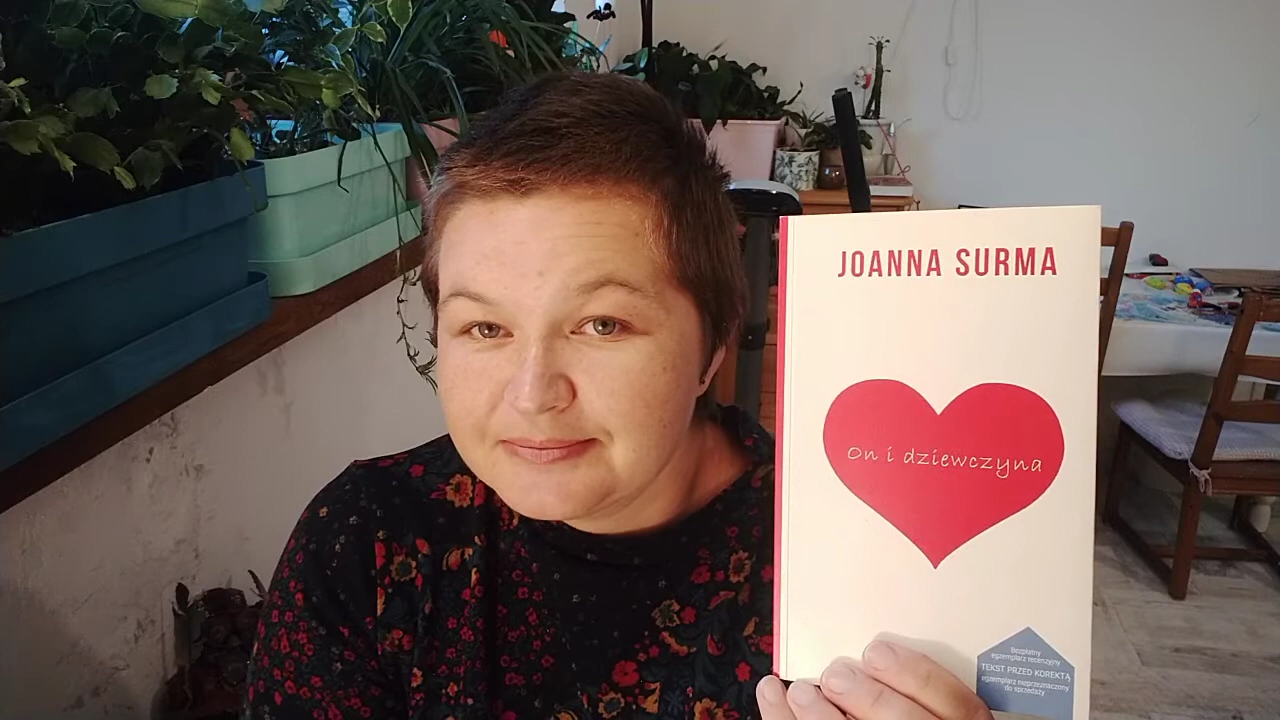 JOANNA SURMA
On i dziewczyna
Bezpłatny
egzemplarz recenzyjny
TEKST PRZED KOREKTĄ
egzemplarz nieprzeznaczony
do sprzedaży